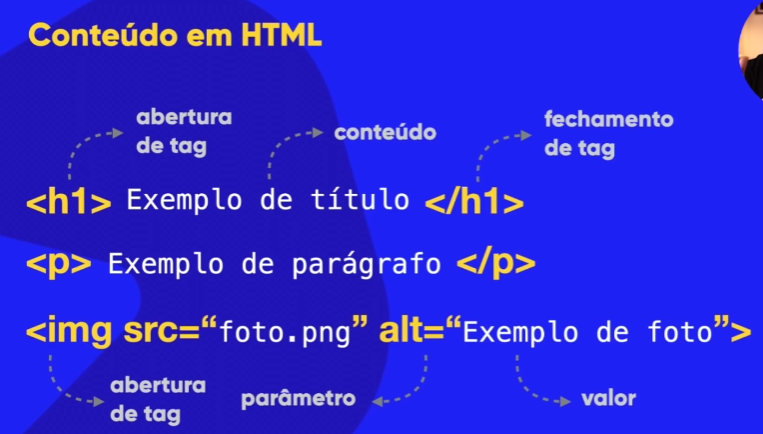 Conteúdo em HTML
abertura
de tag
conteúdo
fechamento
de tag
<h1> Exemplo de título </h1>
<p> Exemplo de parágrafo </p>
<img src=“foto.png” alt=“Exemplo de foto”>
abertura
de tag
parâmetro
valor